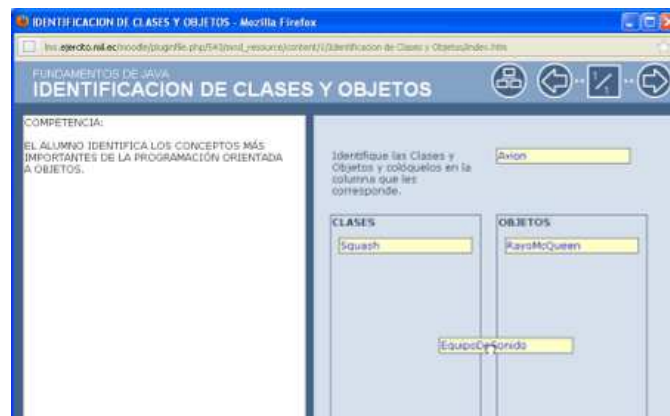 IDENTIFICACION DE CLASES Y OBJETOS - Mozilla Firefox
FUNDAMENTOS DE JAVA
IDENTIFICACION DE CLASES Y OBJETOS
1/1
COMPETENCIA:
EL ALUMNO IDENTIFICA LOS CONCEPTOS MÁS
IMPORTANTES DE LA PROGRAMACIÓN ORIENTADA
A OBJETOS.
Identifique las Clases y
Objetos y colóquelos en la
columna que les
corresponde.
Avion
CLASES
OBJETOS
Squash
RayoMcQueen
EquipoDeSonido